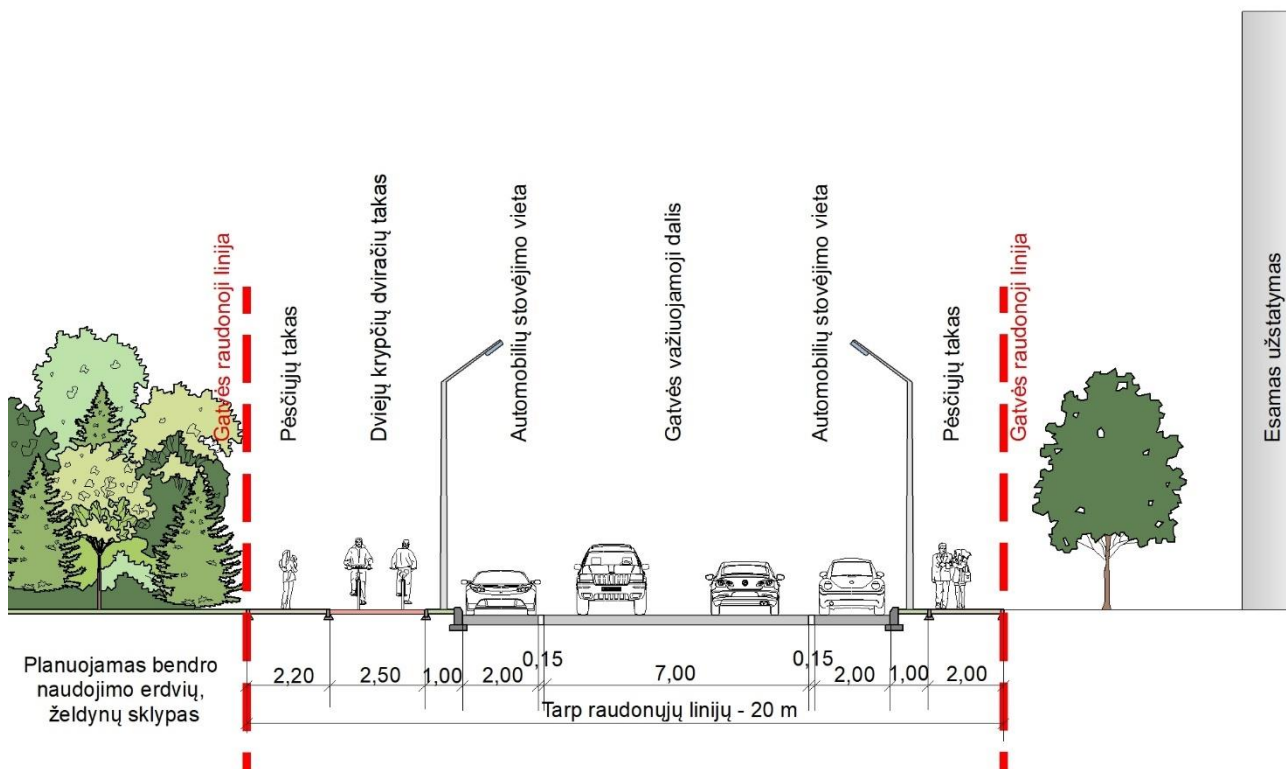 Gatvės raudonoji linija
Pėsčiųjų takas
Dviejų krypčių dviračių takas
Automobilių stovėjimo vieta
Gatvės važiuojamoji dalis
Automobilių stovėjimo vieta
Pėsčiųjų takas
Gatvės raudonoji linija
Esamas užstatymas
Planuojamas bendro
naudojimo erdvių,
želdynų sklypas
2,20
2,50
1,00
2,00
0,15
7,00
0,15
2,00
1,00
2,00
Tarp raudonųjų linijų - 20 m